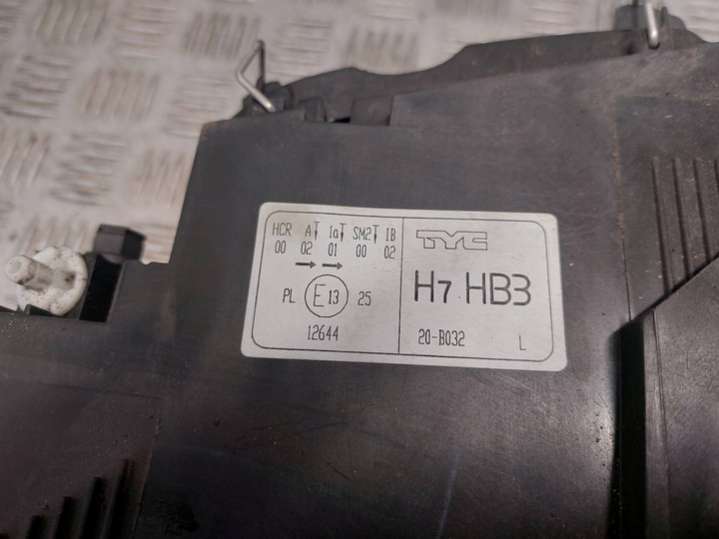 HCR A IA SM2 IB
00 02 01 00 02
PL E13 25
12644
TYC
H7 HB3
20-B032 L